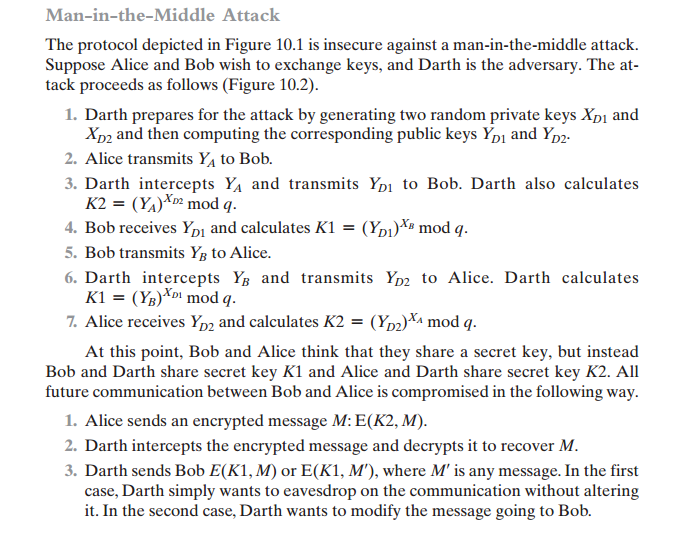 Man-in-the-Middle Attack
The protocol depicted in Figure 10.1 is insecure against a man-in-the-middle attack.
Suppose Alice and Bob wish to exchange keys, and Darth is the adversary. The at-
tack proceeds as follows (Figure 10.2).
1. Darth prepares for the attack by generating two random private keys X_{D1} and
X_{D2} and then computing the corresponding public keys Y_{D1} and Y_{D2}.
2. Alice transmits Y_A to Bob.
3. Darth intercepts Y_A and transmits Y_{D1} to Bob. Darth also calculates
K2 = (Y_A)^{X_{D2}} mod q.
4. Bob receives Y_{D1} and calculates K1 = (Y_{D1})^{X_B} mod q.
5. Bob transmits Y_B to Alice.
6. Darth intercepts Y_B and transmits Y_{D2} to Alice. Darth calculates
K1 = (Y_B)^{X_{D1}} mod q.
7. Alice receives Y_{D2} and calculates K2 = (Y_{D2})^{X_A} mod q.
At this point, Bob and Alice think that they share a secret key, but instead
Bob and Darth share secret key K1 and Alice and Darth share secret key K2. All
future communication between Bob and Alice is compromised in the following way.
1. Alice sends an encrypted message M: E(K2, M).
2. Darth intercepts the encrypted message and decrypts it to recover M.
3. Darth sends Bob E(K1, M) or E(K1, M′), where M′ is any message. In the first
case, Darth simply wants to eavesdrop on the communication without altering
it. In the second case, Darth wants to modify the message going to Bob.